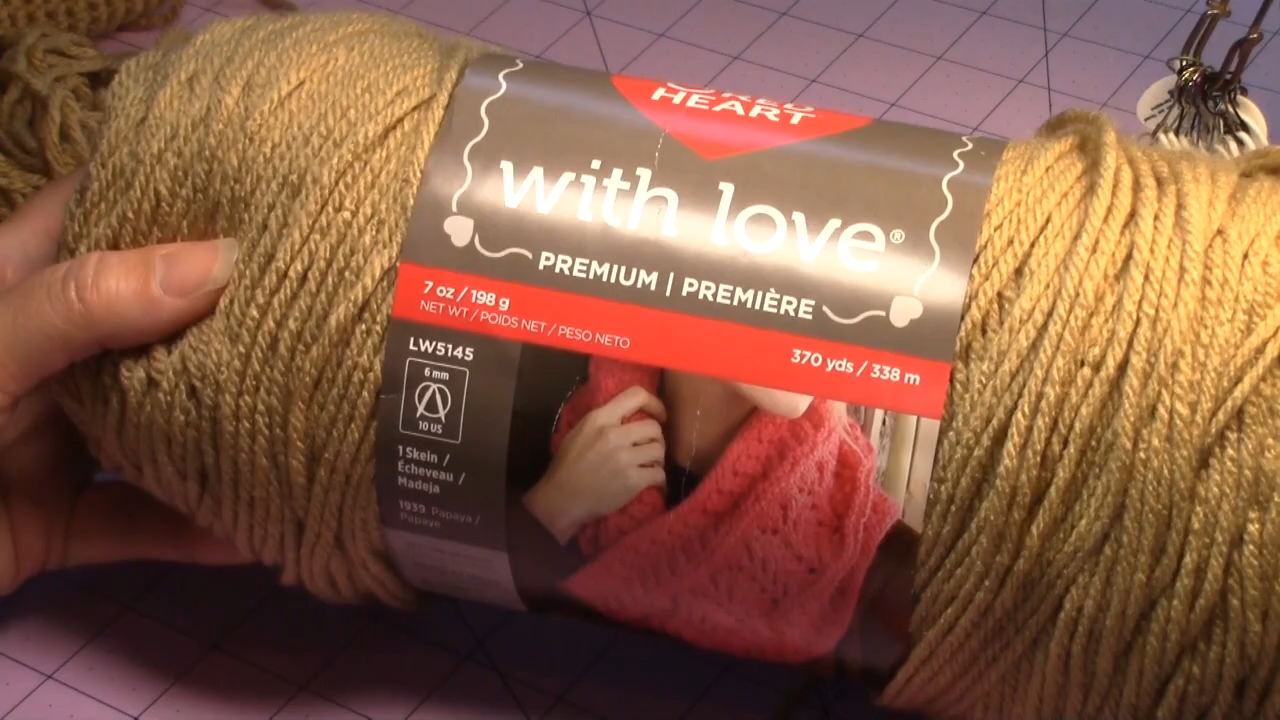 RED
HEART
with love®
PREMIUM | PREMIÈRE
7 oz / 198 g
NET WT / POIDS NET / PESO NETO
370 yds / 338 m
LW5145
6 mm
10 US
1 Skein /
Écheveau /
Madeja
1939 Papaya /
Papaye